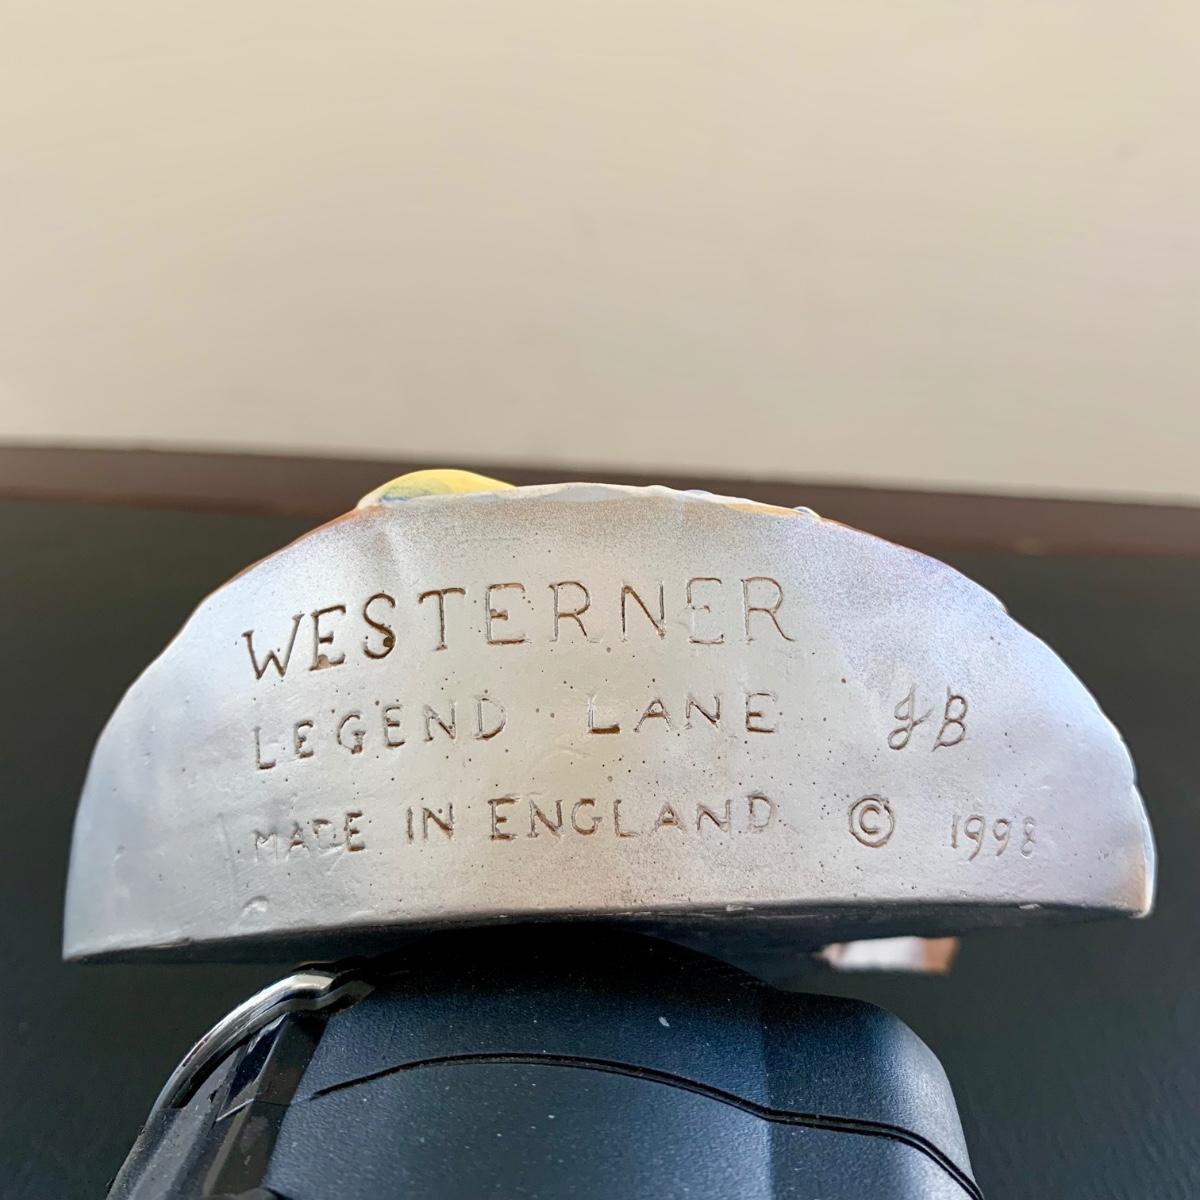 WESTERNER
LEGEND LANE JB
MADE IN ENGLAND © 1998